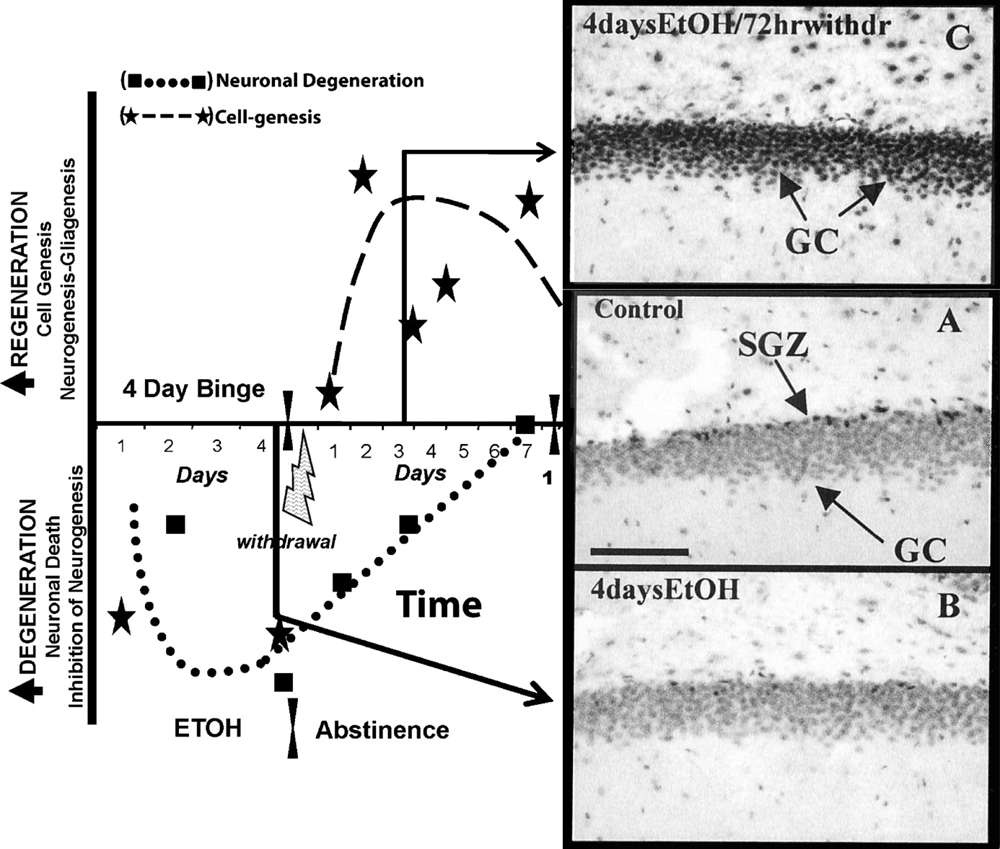 (■●●●●●■) Neuronal Degeneration
(★– – – –★) Cell-genesis
REGENERATION
Cell Genesis
Neurogenesis-Gliagenesis
DEGENERATION
Neuronal Death
Inhibition of Neurogenesis
4 Day Binge
1 2 3 4 1 2 3 4 5 6 7
Days Days 1
withdrawal
Time
ETOH Abstinence
4daysEtOH/72hrwithdr C
GC
Control A
SGZ
GC
4daysEtOH B